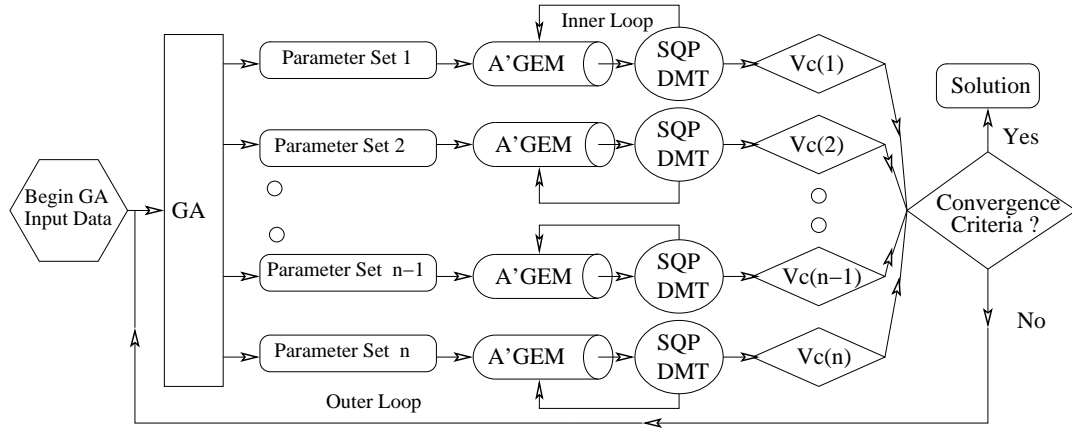 Inner Loop
Parameter Set 1
A'GEM
SQP
DMT
Vc(1)
Solution
Yes
Parameter Set 2
A'GEM
SQP
DMT
Vc(2)
Begin GA
Input Data
GA
Convergence
Criteria ?
Parameter Set n−1
A'GEM
SQP
DMT
Vc(n−1)
No
Parameter Set n
A'GEM
SQP
DMT
Vc(n)
Outer Loop